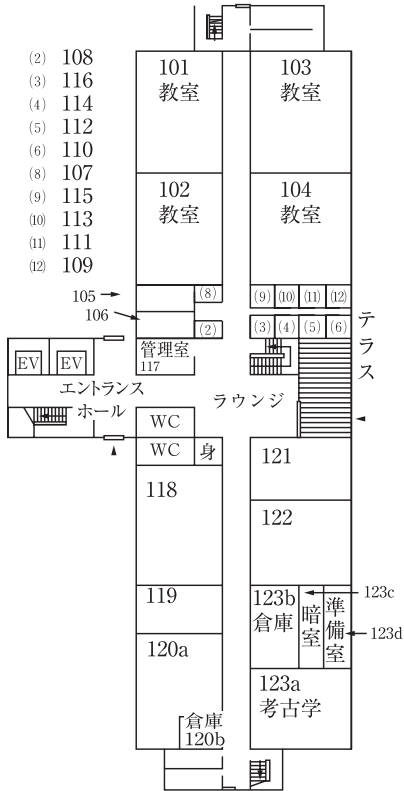 (2) 108
(3) 116
(4) 114
(5) 112
(6) 110
(8) 107
(9) 115
(10) 113
(11) 111
(12) 109
101
教室
103
教室
102
教室
104
教室
105
106
(8)
(2)
(9) (10) (11) (12)
(3) (4) (5) (6)
テラス
管理室
117
EV EV
エントランス
ホール
ラウンジ
WC
WC 身
118
119
120a
倉庫
120b
121
122
123b
倉庫
暗室
準備室
123c
123d
123a
考古学